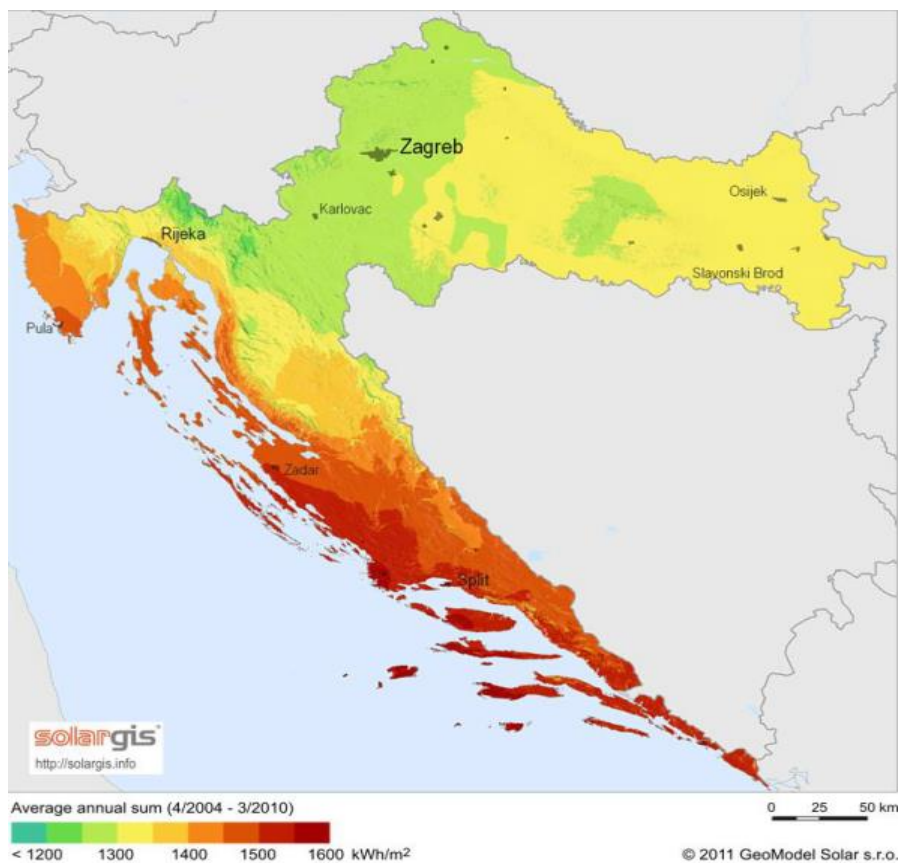 Zagreb
Osijek
Karlovac
Rijeka
Slavonski Brod
Pula
Zadar
Split
solargis
http://solargis.info
Average annual sum (4/2004 - 3/2010)
0 25 50 km
< 1200 1300 1400 1500 1600 kWh/m²
© 2011 GeoModel Solar s.r.o.